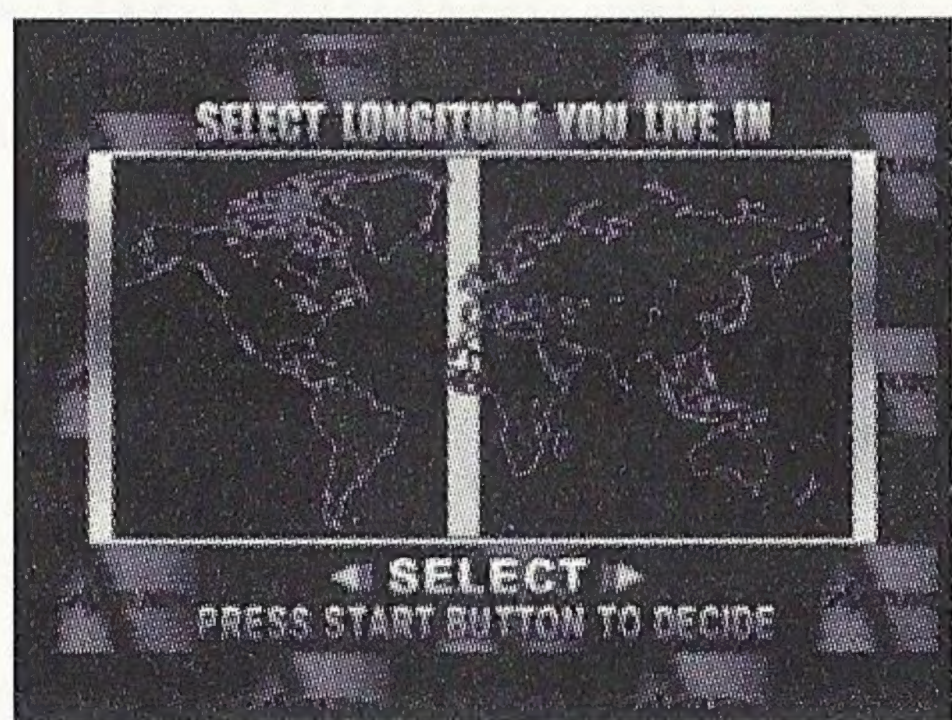 SELECT LONGITUDE YOU LIVE IN
SELECT
PRESS START BUTTON TO DECIDE